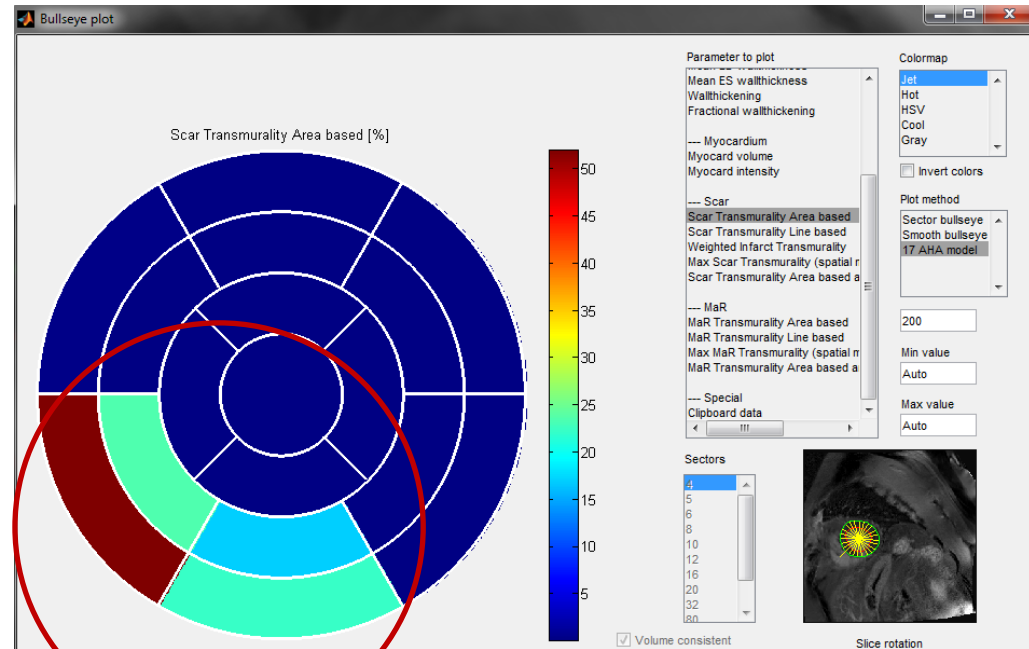 Bullseye plot
Scar Transmurality Area based [%]
50
45
40
35
30
25
20
15
10
5
Parameter to plot
Mean ES wallthickness
Wallthickening
Fractional wallthickening
--- Myocardium
Myocard volume
Myocard intensity
--- Scar
Scar Transmurality Area based
Scar Transmurality Line based
Weighted Infarct Transmurality
Max Scar Transmurality (spatial
Scar Transmurality Area based a
--- MaR
MaR Transmurality Area based
MaR Transmurality Line based
Max MaR Transmurality (spatial
MaR Transmurality Area based a
--- Special
Clipboard data
Colormap
Jet
Hot
HSV
Cool
Gray
Invert colors
Plot method
Sector bullseye
Smooth bullseye
17 AHA model
200
Min value
Auto
Max value
Auto
Sectors
4
5
6
8
10
12
16
20
32
80
Volume consistent
Slice rotation